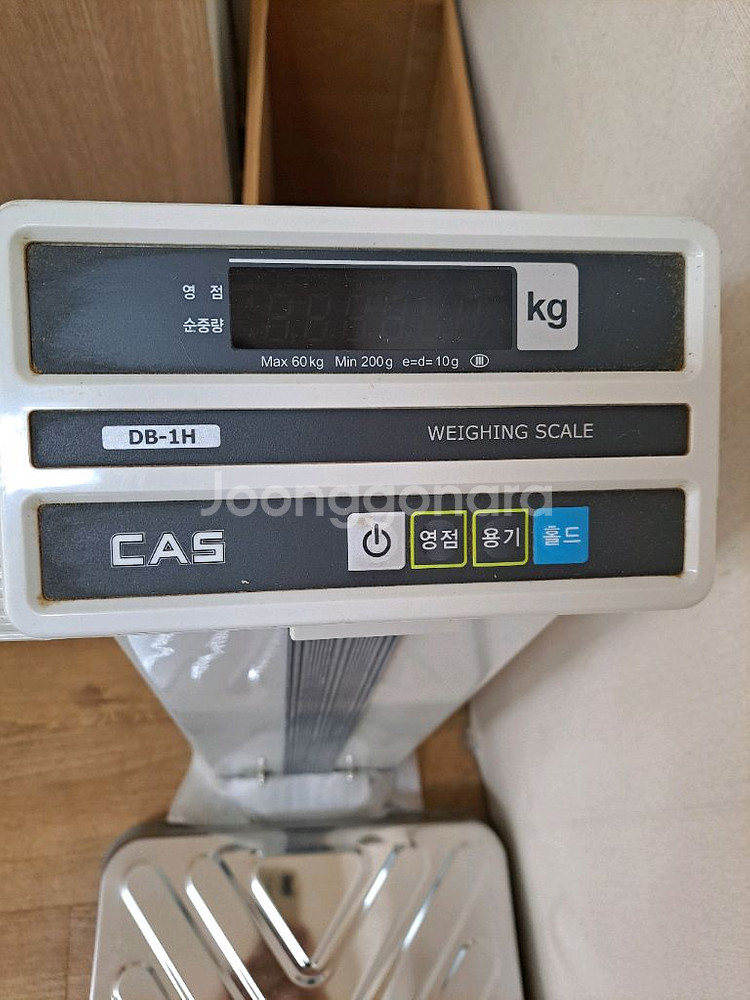 영 점
순중량
kg
Max 60kg Min 200g e=d=10g Ⅲ
DB-1H WEIGHING SCALE
Joonggonara
CAS 영점 용기 홀드